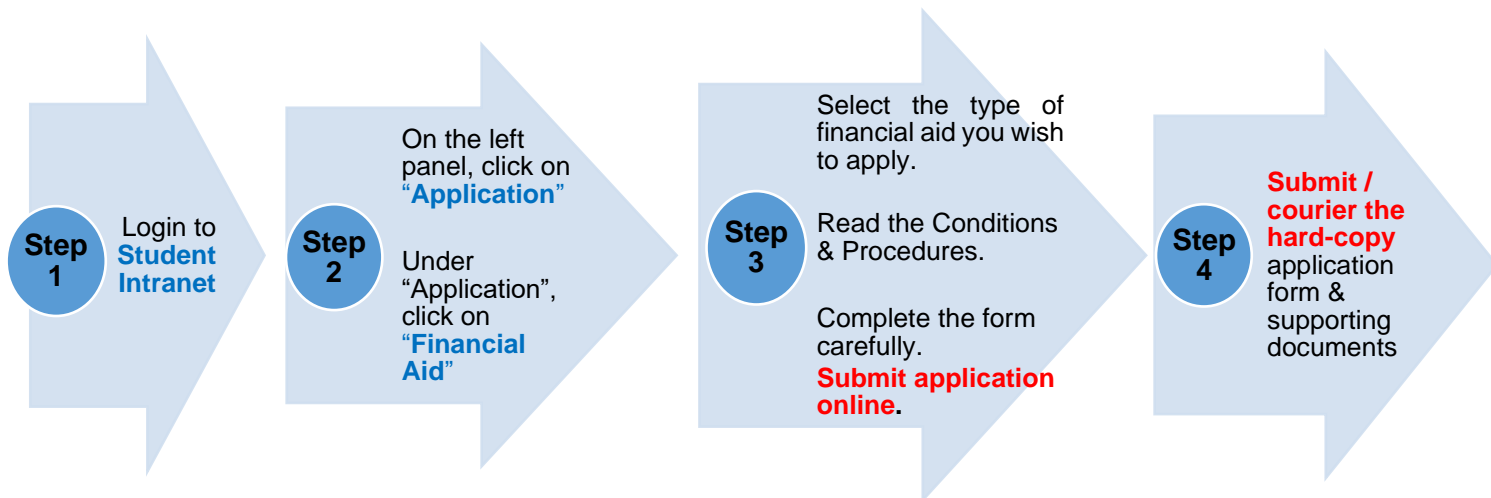 Step
1
Login to
Student
Intranet
Step
2
On the left
panel, click on
“Application”
Under
“Application”,
click on
“Financial
Aid”
Step
3
Select the type of
financial aid you wish
to apply.
Read the Conditions
& Procedures.
Complete the form
carefully.
Submit application
online.
Step
4
Submit /
courier the
hard-copy
application
form &
supporting
documents